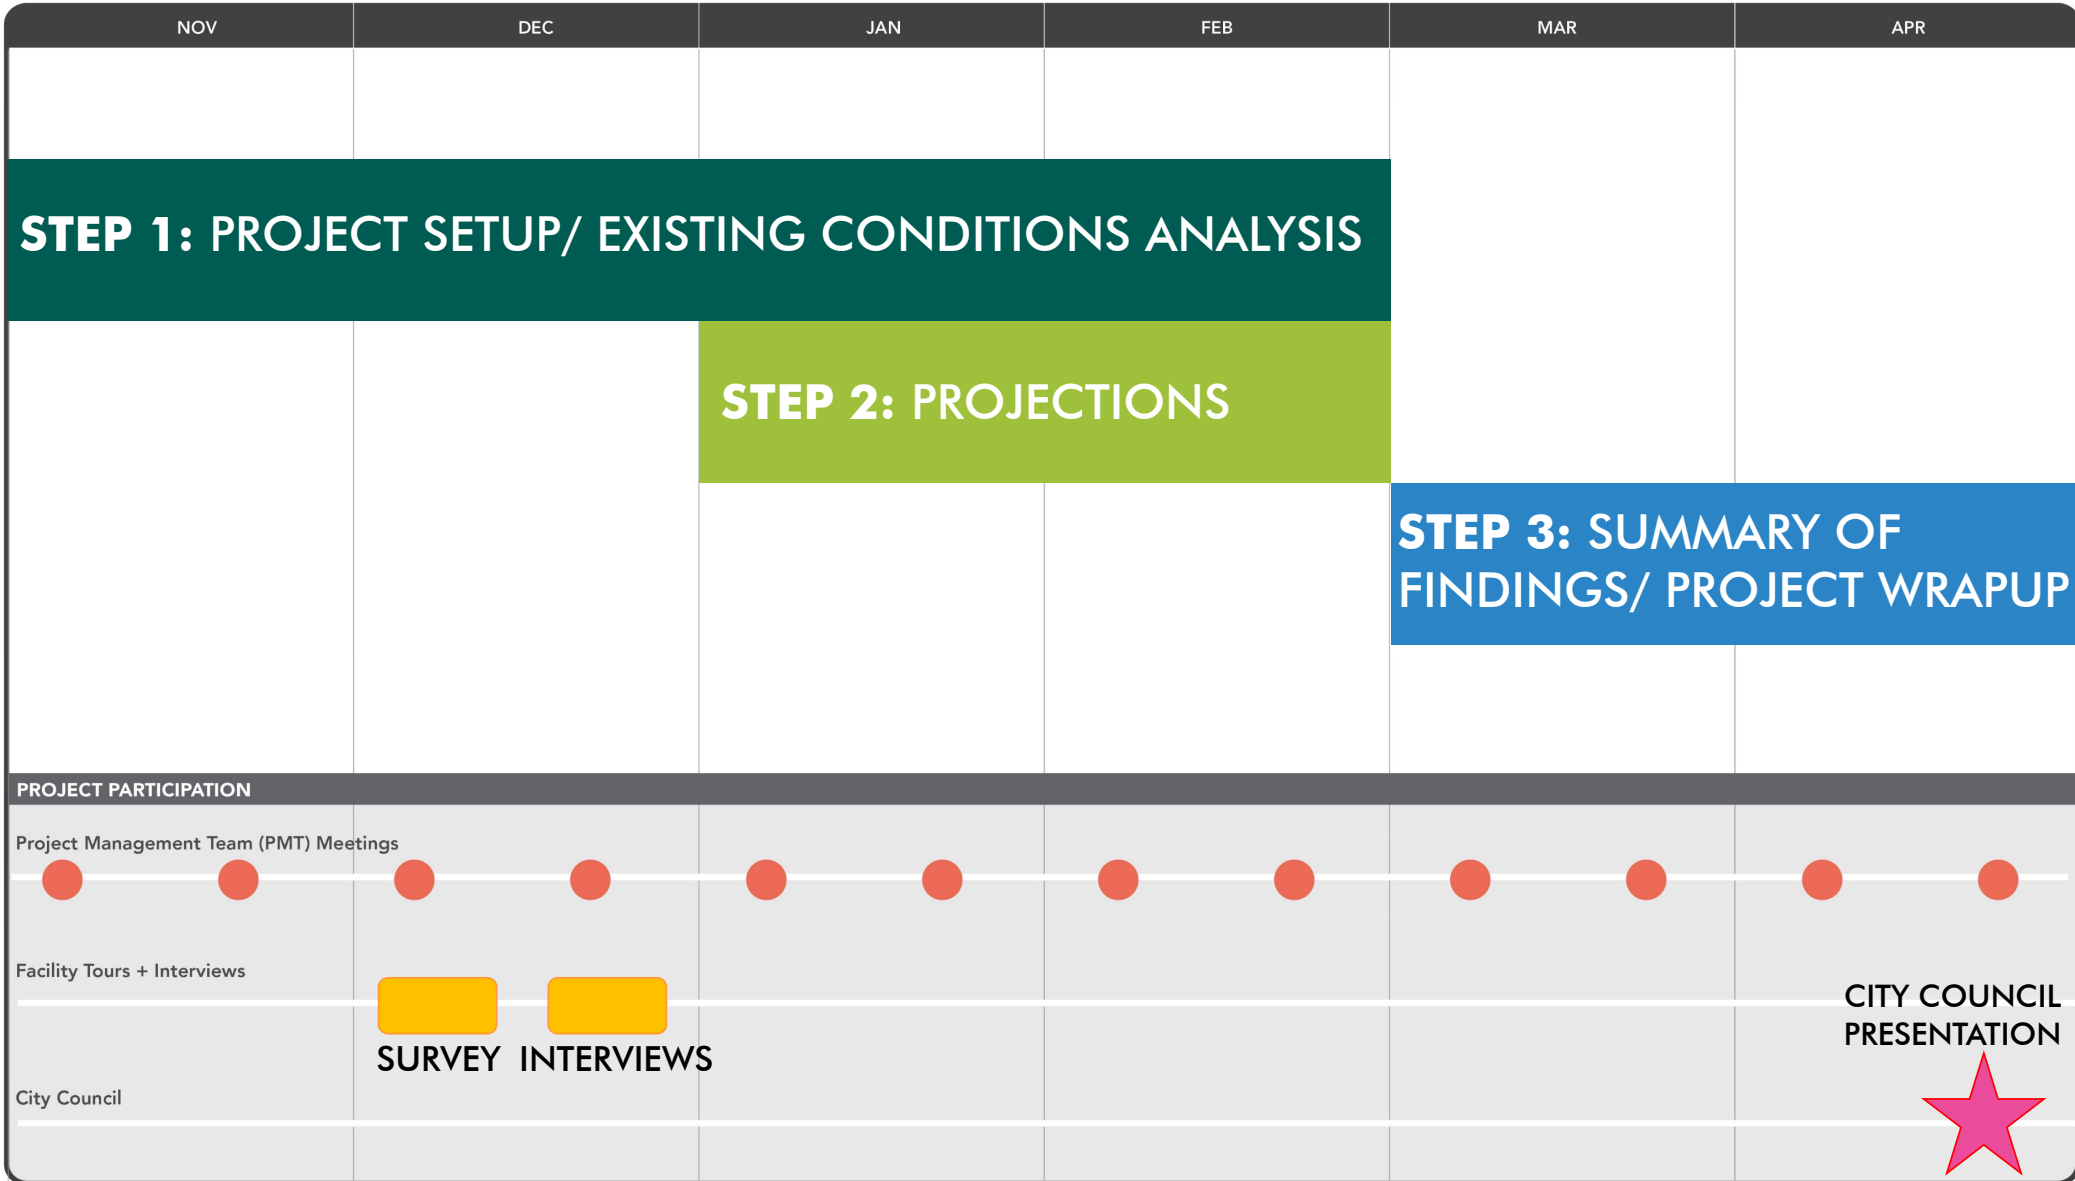 NOV DEC JAN FEB MAR APR
STEP 1: PROJECT SETUP/ EXISTING CONDITIONS ANALYSIS
STEP 2: PROJECTIONS
STEP 3: SUMMARY OF
FINDINGS/ PROJECT WRAPUP
PROJECT PARTICIPATION
Project Management Team (PMT) Meetings
Facility Tours + Interviews
SURVEY INTERVIEWS
CITY COUNCIL
PRESENTATION
City Council